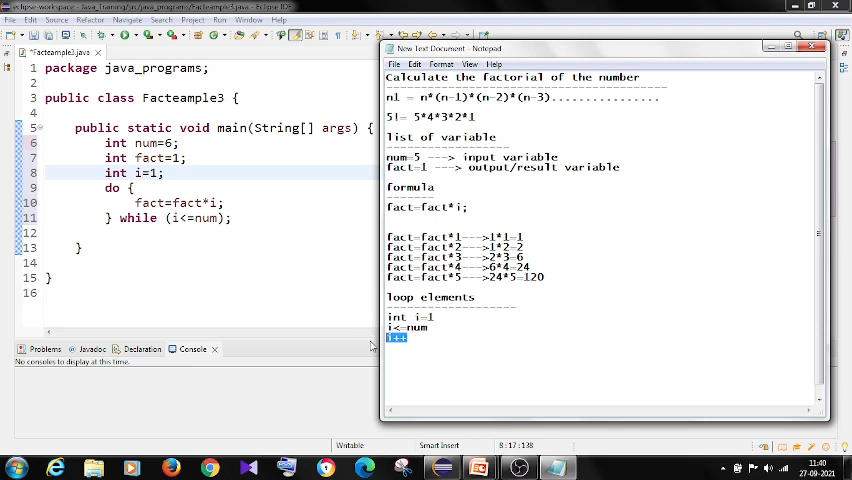 eclipse-workspace - Java_Training/src/java_programs/Facteample3.java - Eclipse IDE
File Edit Source Refactor Navigate Search Project Run Window Help
*Facteample3.java
1 package java_programs;
2
3 public class Facteample3 {
4
5 public static void main(String[] args) {
6 int num=6;
7 int fact=1;
8 int i=1;
9 do {
10 fact=fact*i;
11 } while (i<=num);
12
13 }
14
15 }
16
Problems Javadoc Declaration Console
No consoles to display at this time.
New Text Document - Notepad
File Edit Format View Help
Calculate the factorial of the number
------------------------------------
n1 = n*(n-1)*(n-2)*(n-3)................
5!= 5*4*3*2*1
list of variable
--------------------
num=5 ---> input variable
fact=1 ---> output/result variable
formula
-------
fact=fact*i;
fact=fact*1--->1*1=1
fact=fact*2--->1*2=2
fact=fact*3--->2*3=6
fact=fact*4--->6*4=24
fact=fact*5--->24*5=120
loop elements
-------------------
int i=1
i<=num
i++
Writable Smart Insert 8 : 17 : 138
11:40
27-09-2021